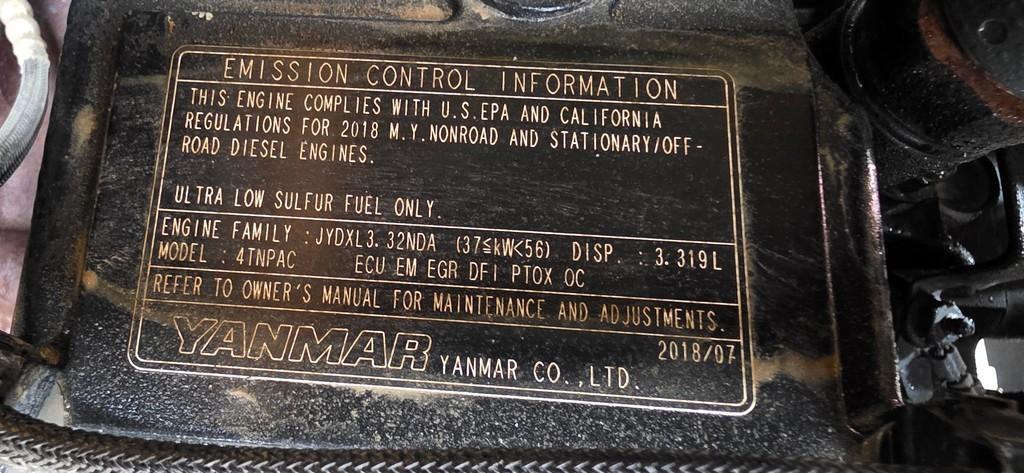 EMISSION CONTROL INFORMATION
THIS ENGINE COMPLIES WITH U.S.EPA AND CALIFORNIA
REGULATIONS FOR 2018 M.Y.NONROAD AND STATIONARY/OFF-
ROAD DIESEL ENGINES.
ULTRA LOW SULFUR FUEL ONLY.
ENGINE FAMILY : JYDXL3.32NDA (37≦kW<56) DISP. : 3.319L
MODEL : 4TNPAC ECU EM EGR DFI PTOX OC
REFER TO OWNER'S MANUAL FOR MAINTENANCE AND ADJUSTMENTS.
2018/07
YANMAR YANMAR CO.,LTD.